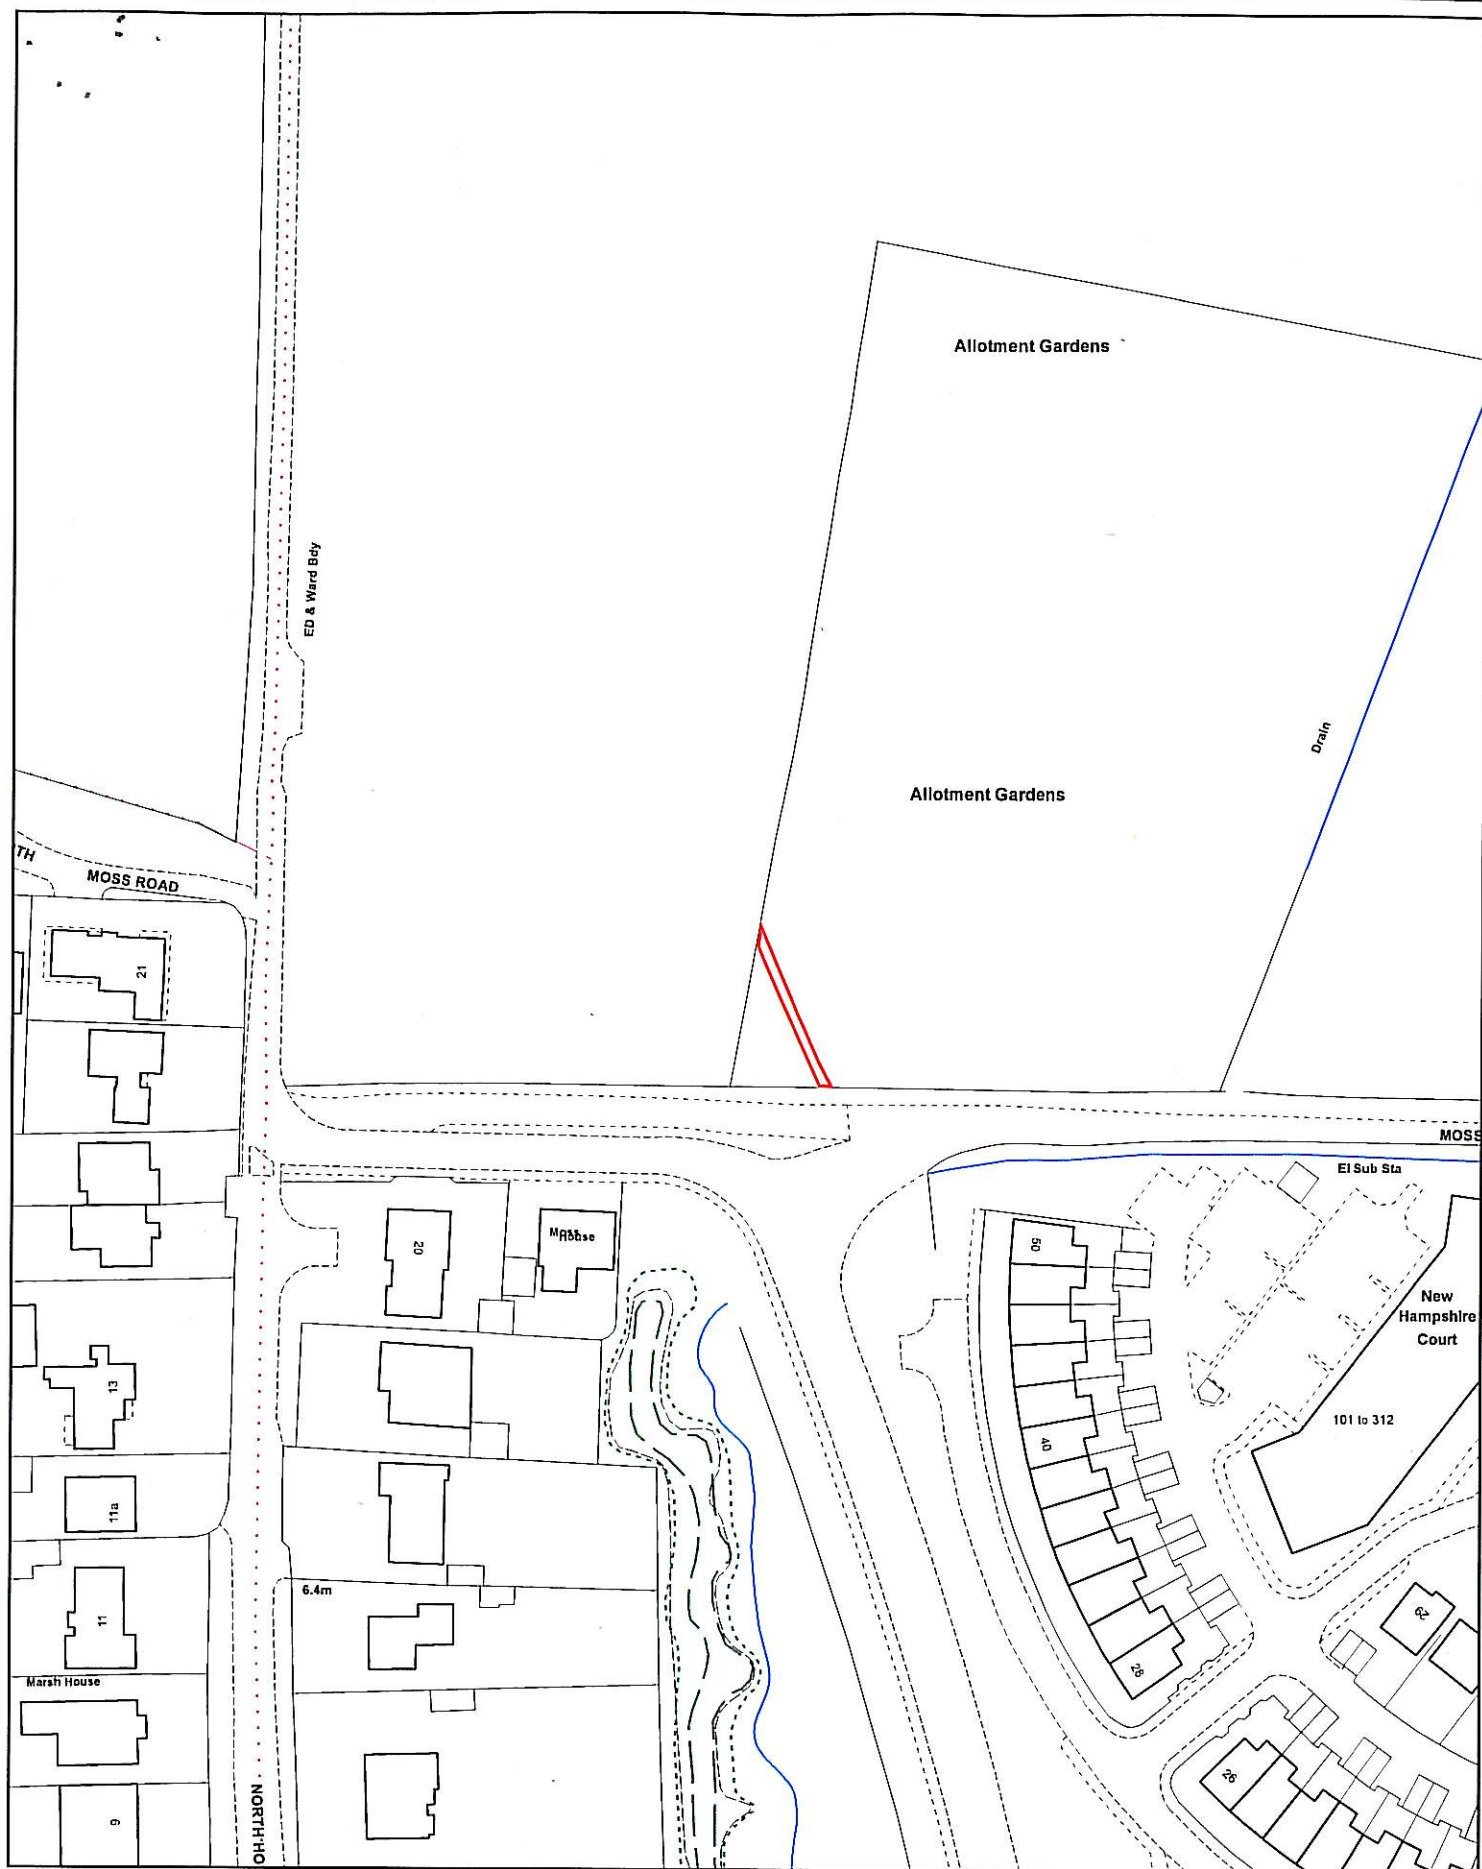 Allotment Gardens
ED & Ward Bdy
Drain
Allotment Gardens
TH
MOSS ROAD
21
MOSS
El Sub Sta
20
Moss House
50
New
Hampshire
Court
13
101 to 312
40
11a
6.4m
11
29
28
Marsh House
26
9
NORTH HO